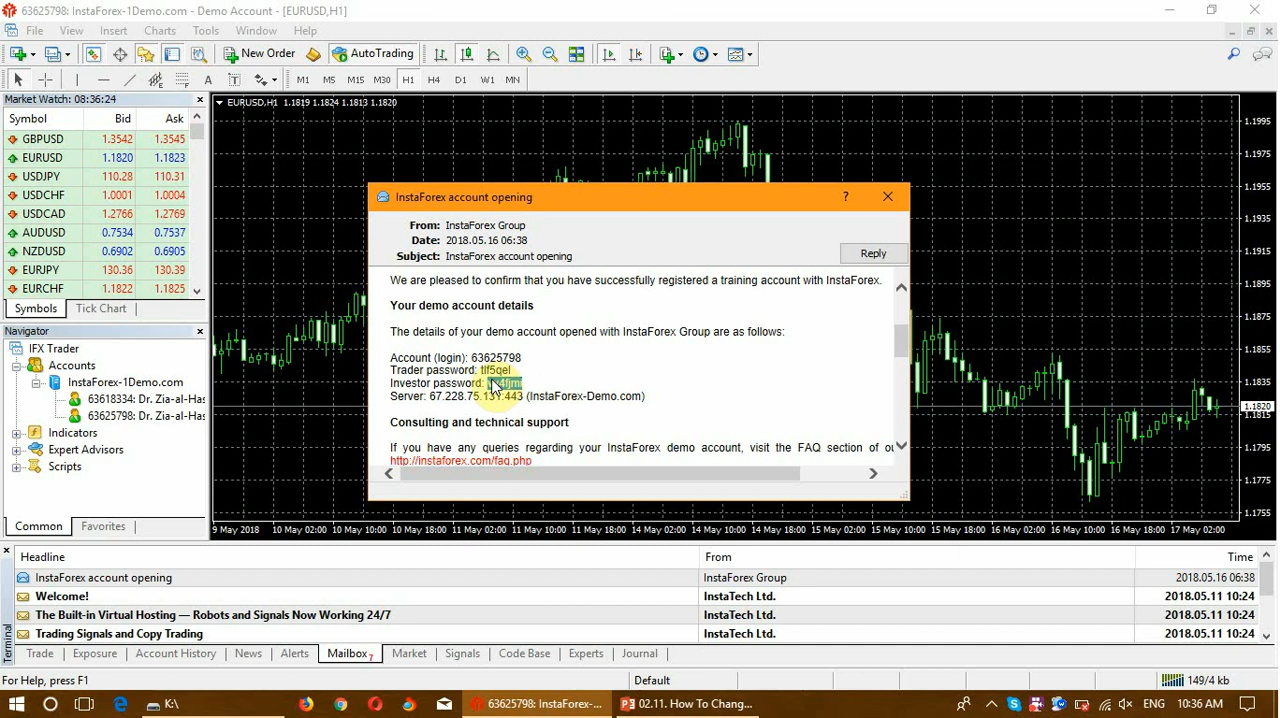 63625798: InstaForex-1Demo.com - Demo Account - [EURUSD,H1]
File View Insert Charts Tools Window Help
New Order AutoTrading
A T M1 M5 M15 M30 H1 H4 D1 W1 MN
Market Watch: 08:36:24
Symbol Bid Ask
GBPUSD 1.3542 1.3545
EURUSD 1.1820 1.1823
USDJPY 110.28 110.31
USDCHF 1.0001 1.0004
USDCAD 1.2766 1.2769
AUDUSD 0.7534 0.7537
NZDUSD 0.6902 0.6905
EURJPY 130.36 130.39
EURCHF 1.1822 1.1825
Symbols Tick Chart
Navigator
IFX Trader
Accounts
InstaForex-1Demo.com
63618334: Dr. Zia-al-Has
63625798: Dr. Zia-al-Has
Indicators
Expert Advisors
Scripts
Common Favorites
EURUSD,H1 1.1819 1.1824 1.1813 1.1820
1.1995
1.1975
1.1955
1.1935
1.1915
1.1895
1.1875
1.1855
1.1835
1.1820
1.1815
1.1795
1.1775
1.1755
9 May 2018 10 May 02:00 10 May 10:00 10 May 18:00 11 May 02:00 11 May 10:00 11 May 18:00 14 May 02:00 14 May 10:00 14 May 18:00 15 May 02:00 15 May 10:00 15 May 18:00 16 May 02:00 16 May 10:00 16 May 18:00 17 May 02:00
InstaForex account opening ?
From: InstaForex Group
Date: 2018.05.16 06:38
Subject: InstaForex account opening
Reply
We are pleased to confirm that you have successfully registered a training account with InstaForex.
Your demo account details
The details of your demo account opened with InstaForex Group are as follows:
Account (login): 63625798
Trader password:
Investor password:
Server: 67.228.75.131:443 (InstaForex-Demo.com)
Consulting and technical support
If you have any queries regarding your InstaForex demo account, visit the FAQ section of ou
http://instaforex.com/faq.php
Headline From Time
InstaForex account opening InstaForex Group 2018.05.16 06:38
Welcome! InstaTech Ltd. 2018.05.11 10:24
The Built-in Virtual Hosting — Robots and Signals Now Working 24/7 InstaTech Ltd. 2018.05.11 10:24
Trading Signals and Copy Trading InstaTech Ltd. 2018.05.11 10:24
Terminal
Trade Exposure Account History News Alerts Mailbox 7 Market Signals Code Base Experts Journal
For Help, press F1 Default 149/4 kb
K:\ 63625798: InstaForex-... 02.11. How To Chang... ENG 10:36 AM